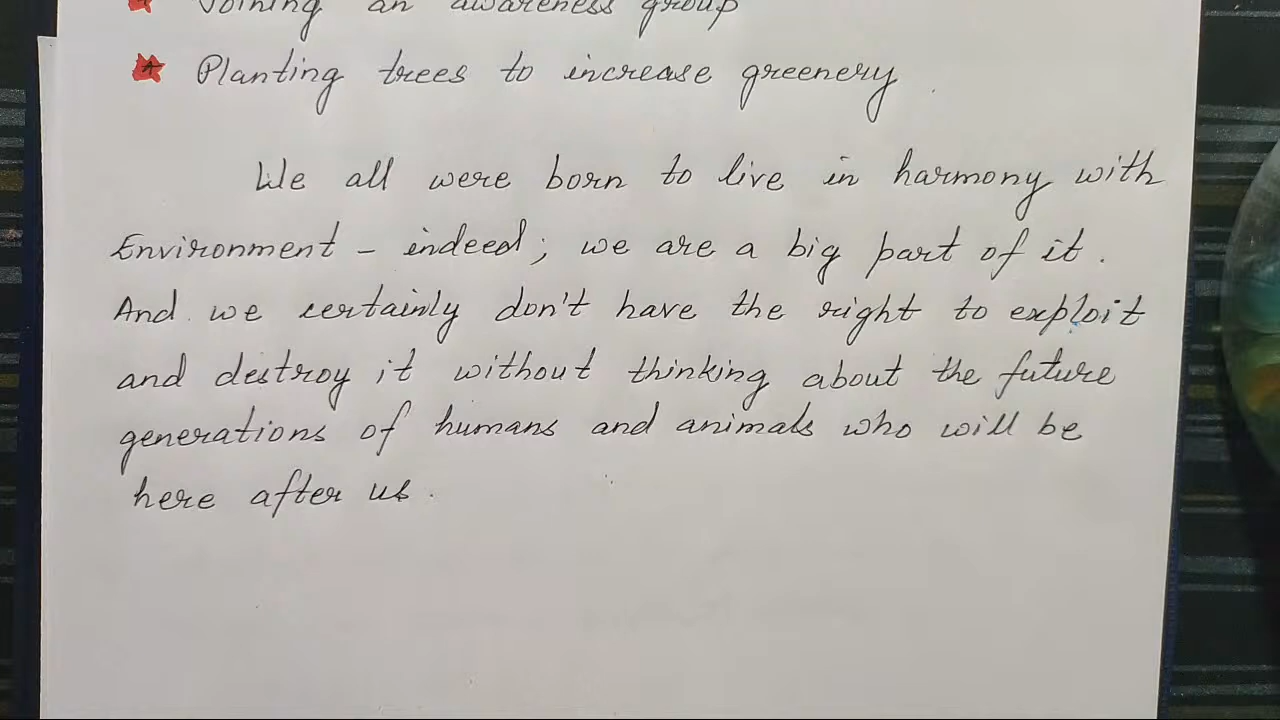 Joining an awareness group
Planting trees to increase greenery.
We all were born to live in harmony with
Environment - indeed; we are a big part of it.
And we certainly don't have the right to exploit
and destroy it without thinking about the future
generations of humans and animals who will be
here after us.